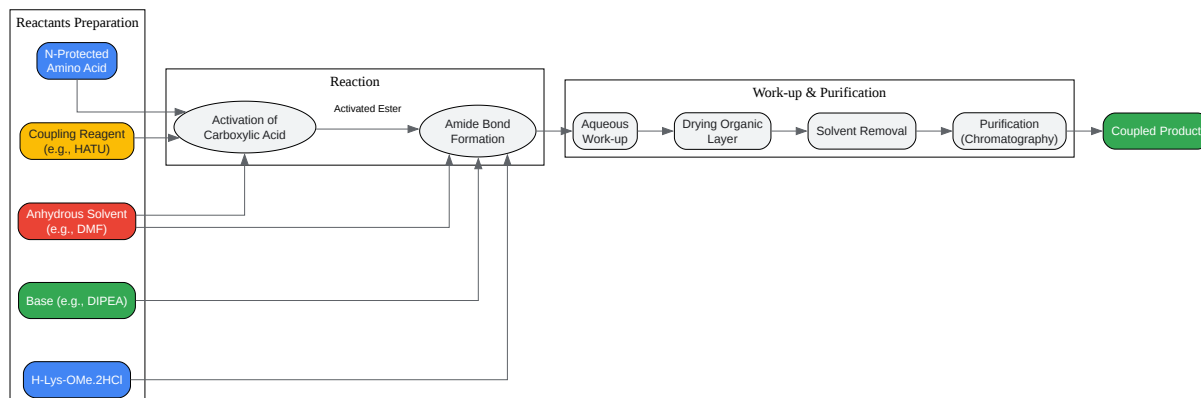 Reactants Preparation
N-Protected
Amino Acid
Coupling Reagent
(e.g., HATU)
Anhydrous Solvent
(e.g., DMF)
Base (e.g., DIPEA)
H-Lys-OMe.2HCl
Reaction
Activation of
Carboxylic Acid
Activated Ester
Amide Bond
Formation
Work-up & Purification
Aqueous
Work-up
Drying Organic
Layer
Solvent Removal
Purification
(Chromatography)
Coupled Product